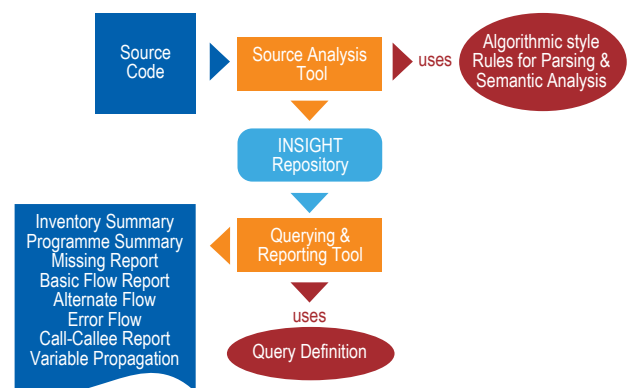 Source
Code
Source Analysis
Tool
uses
Algorithmic style
Rules for Parsing &
Semantic Analysis
INSIGHT
Repository
Inventory Summary
Programme Summary
Missing Report
Basic Flow Report
Alternate Flow
Error Flow
Call-Callee Report
Variable Propagation
Querying &
Reporting Tool
uses
Query Definition